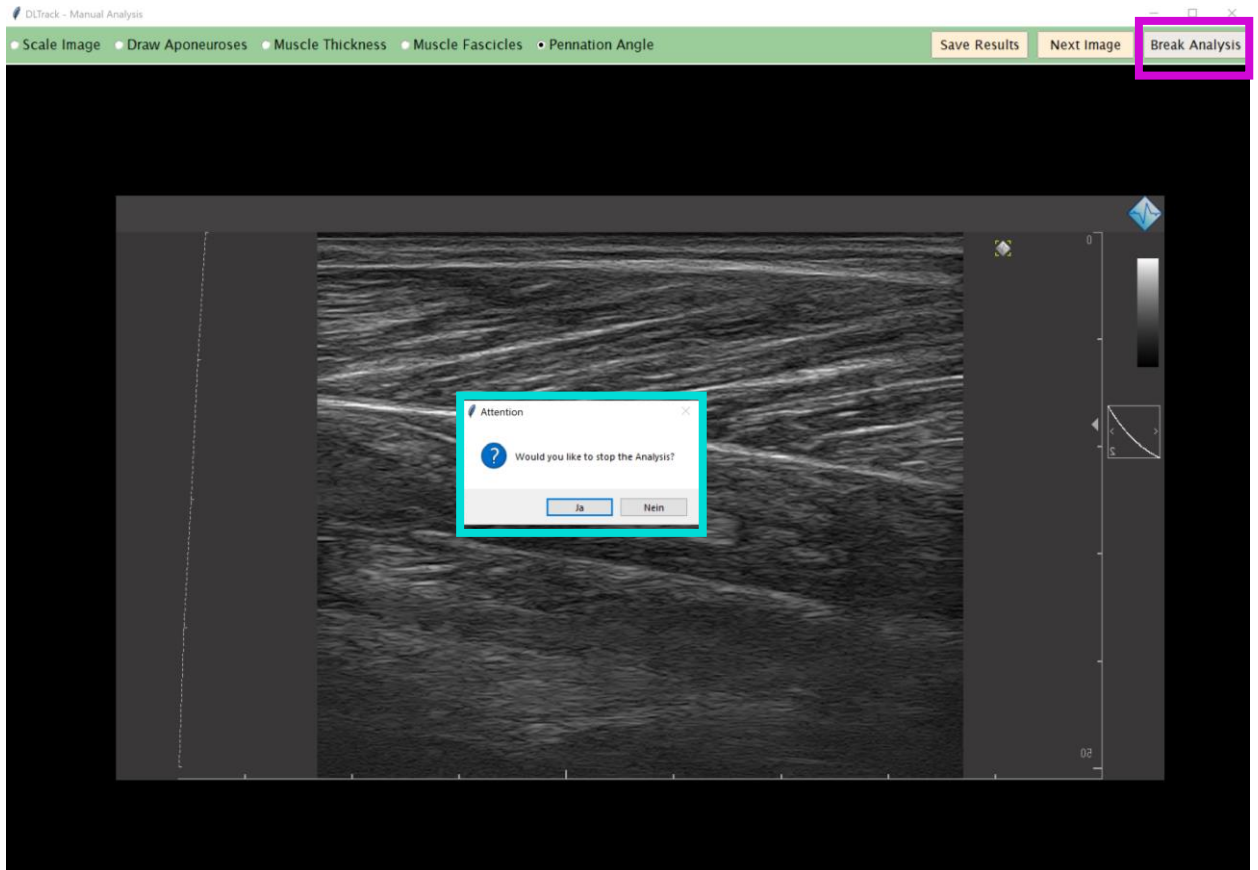 DLTrack - Manual Analysis
Scale Image Draw Aponeuroses Muscle Thickness Muscle Fascicles Pennation Angle Save Results Next Image Break Analysis
0
Attention
Would you like to stop the Analysis?
2
Ja Nein
50